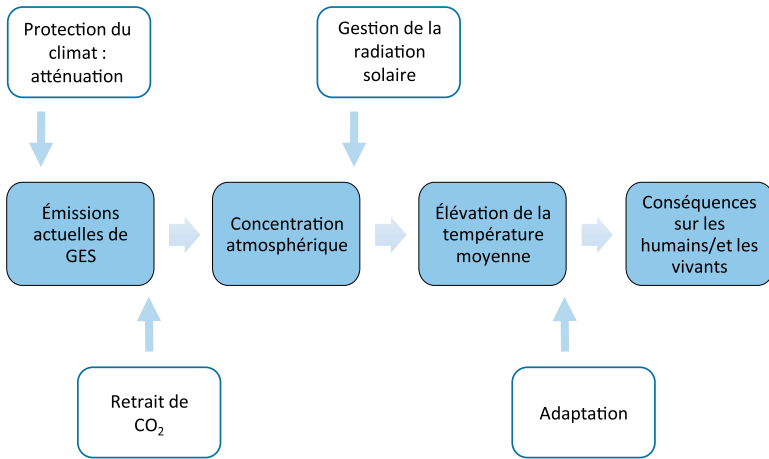 Protection du
climat :
atténuation
Gestion de la
radiation
solaire
Émissions
actuelles de
GES
Concentration
atmosphérique
Élévation de la
température
moyenne
Conséquences
sur les
humains/et les
vivants
Retrait de
CO₂
Adaptation